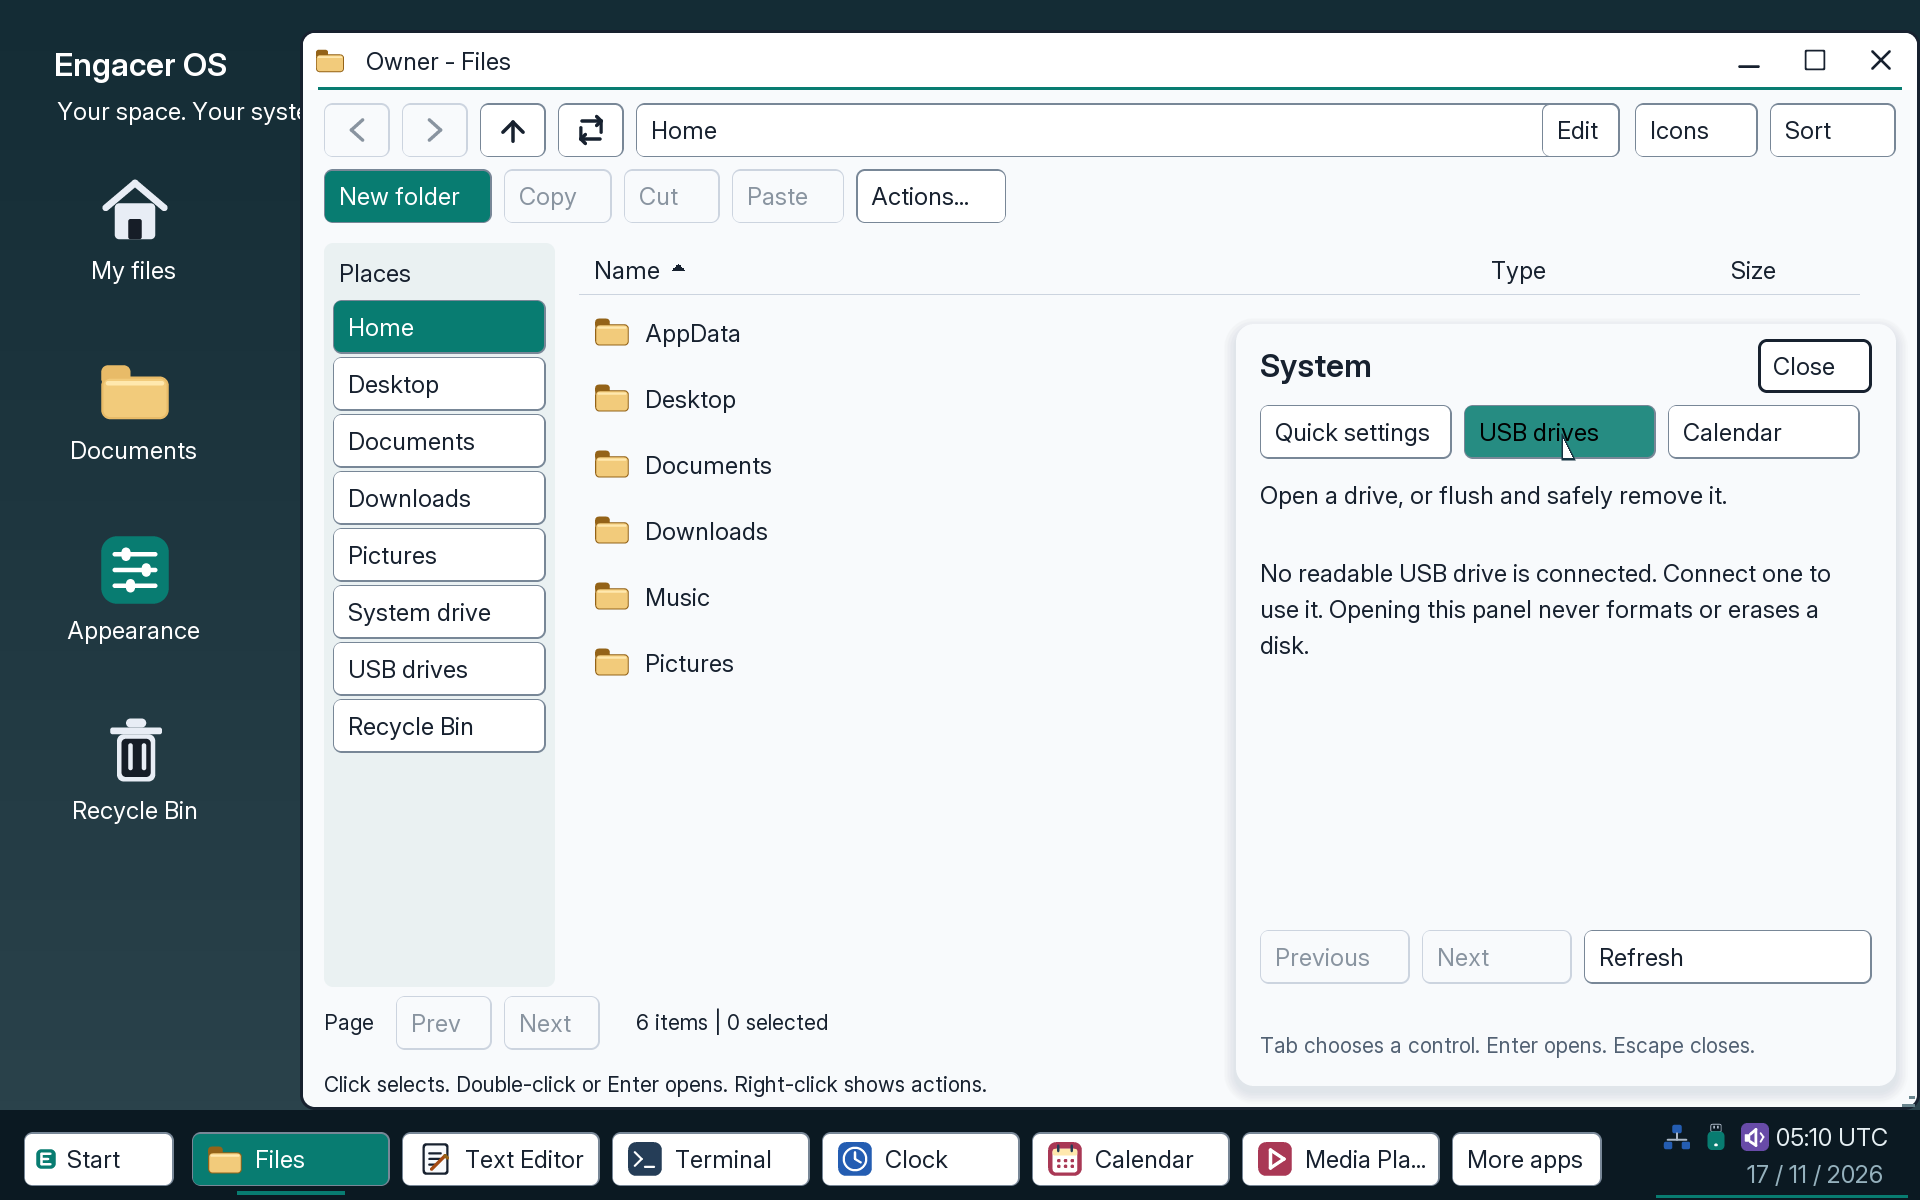 Engacer OS
Your space. Your syste
My files
Documents
Appearance
Recycle Bin
Owner - Files
Home
Edit
Icons
Sort
New folder
Copy
Cut
Paste
Actions...
Places
Home
Desktop
Documents
Downloads
Pictures
System drive
USB drives
Recycle Bin
Name
Type
Size
AppData
Desktop
Documents
Downloads
Music
Pictures
System
Close
Quick settings
USB drives
Calendar
Open a drive, or flush and safely remove it.
No readable USB drive is connected. Connect one to
use it. Opening this panel never formats or erases a
disk.
Previous
Next
Refresh
Tab chooses a control. Enter opens. Escape closes.
Page
Prev
Next
6 items | 0 selected
Click selects. Double-click or Enter opens. Right-click shows actions.
Start
Files
Text Editor
Terminal
Clock
Calendar
Media Pla...
More apps
05:10 UTC
17 / 11 / 2026